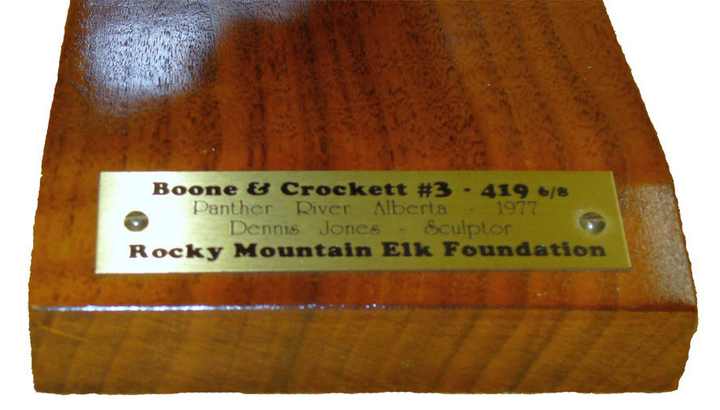 Boone & Crockett #3 - 419 6/8
Panther River Alberta - 1977
Dennis Jones - Sculptor
Rocky Mountain Elk Foundation